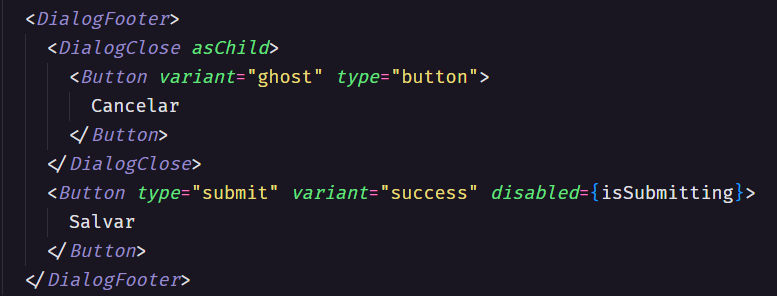 <DialogFooter>
<DialogClose asChild>
<Button variant="ghost" type="button">
Cancelar
</Button>
</DialogClose>
<Button type="submit" variant="success" disabled={isSubmitting}>
Salvar
</Button>
</DialogFooter>